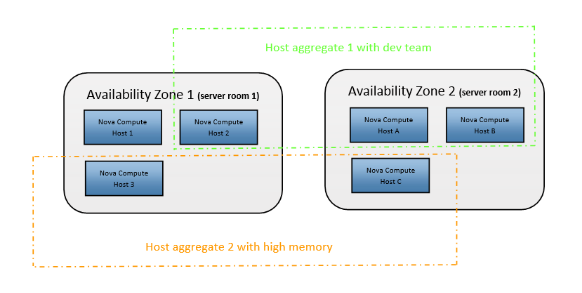 Host aggregate 1 with dev team
Availability Zone 1 (server room 1)
Nova Compute
Host 1
Nova Compute
Host 2
Nova Compute
Host 3
Availability Zone 2 (server room 2)
Nova Compute
Host A
Nova Compute
Host B
Nova Compute
Host C
Host aggregate 2 with high memory